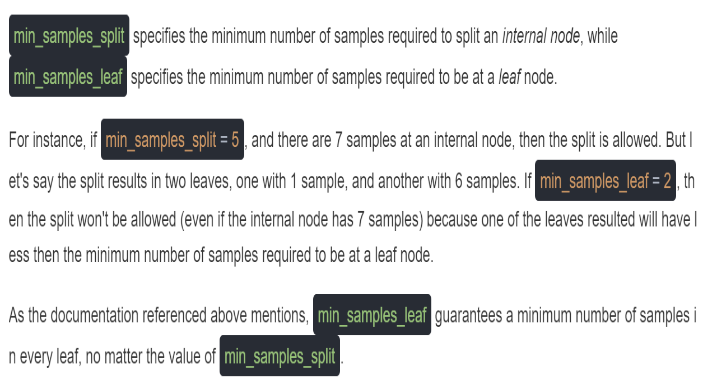 min_samples_split specifies the minimum number of samples required to split an internal node, while
min_samples_leaf specifies the minimum number of samples required to be at a leaf node.
For instance, if min_samples_split = 5 , and there are 7 samples at an internal node, then the split is allowed. But l
et's say the split results in two leaves, one with 1 sample, and another with 6 samples. If min_samples_leaf = 2 , th
en the split won't be allowed (even if the internal node has 7 samples) because one of the leaves resulted will have l
ess then the minimum number of samples required to be at a leaf node.
As the documentation referenced above mentions, min_samples_leaf guarantees a minimum number of samples i
n every leaf, no matter the value of min_samples_split .